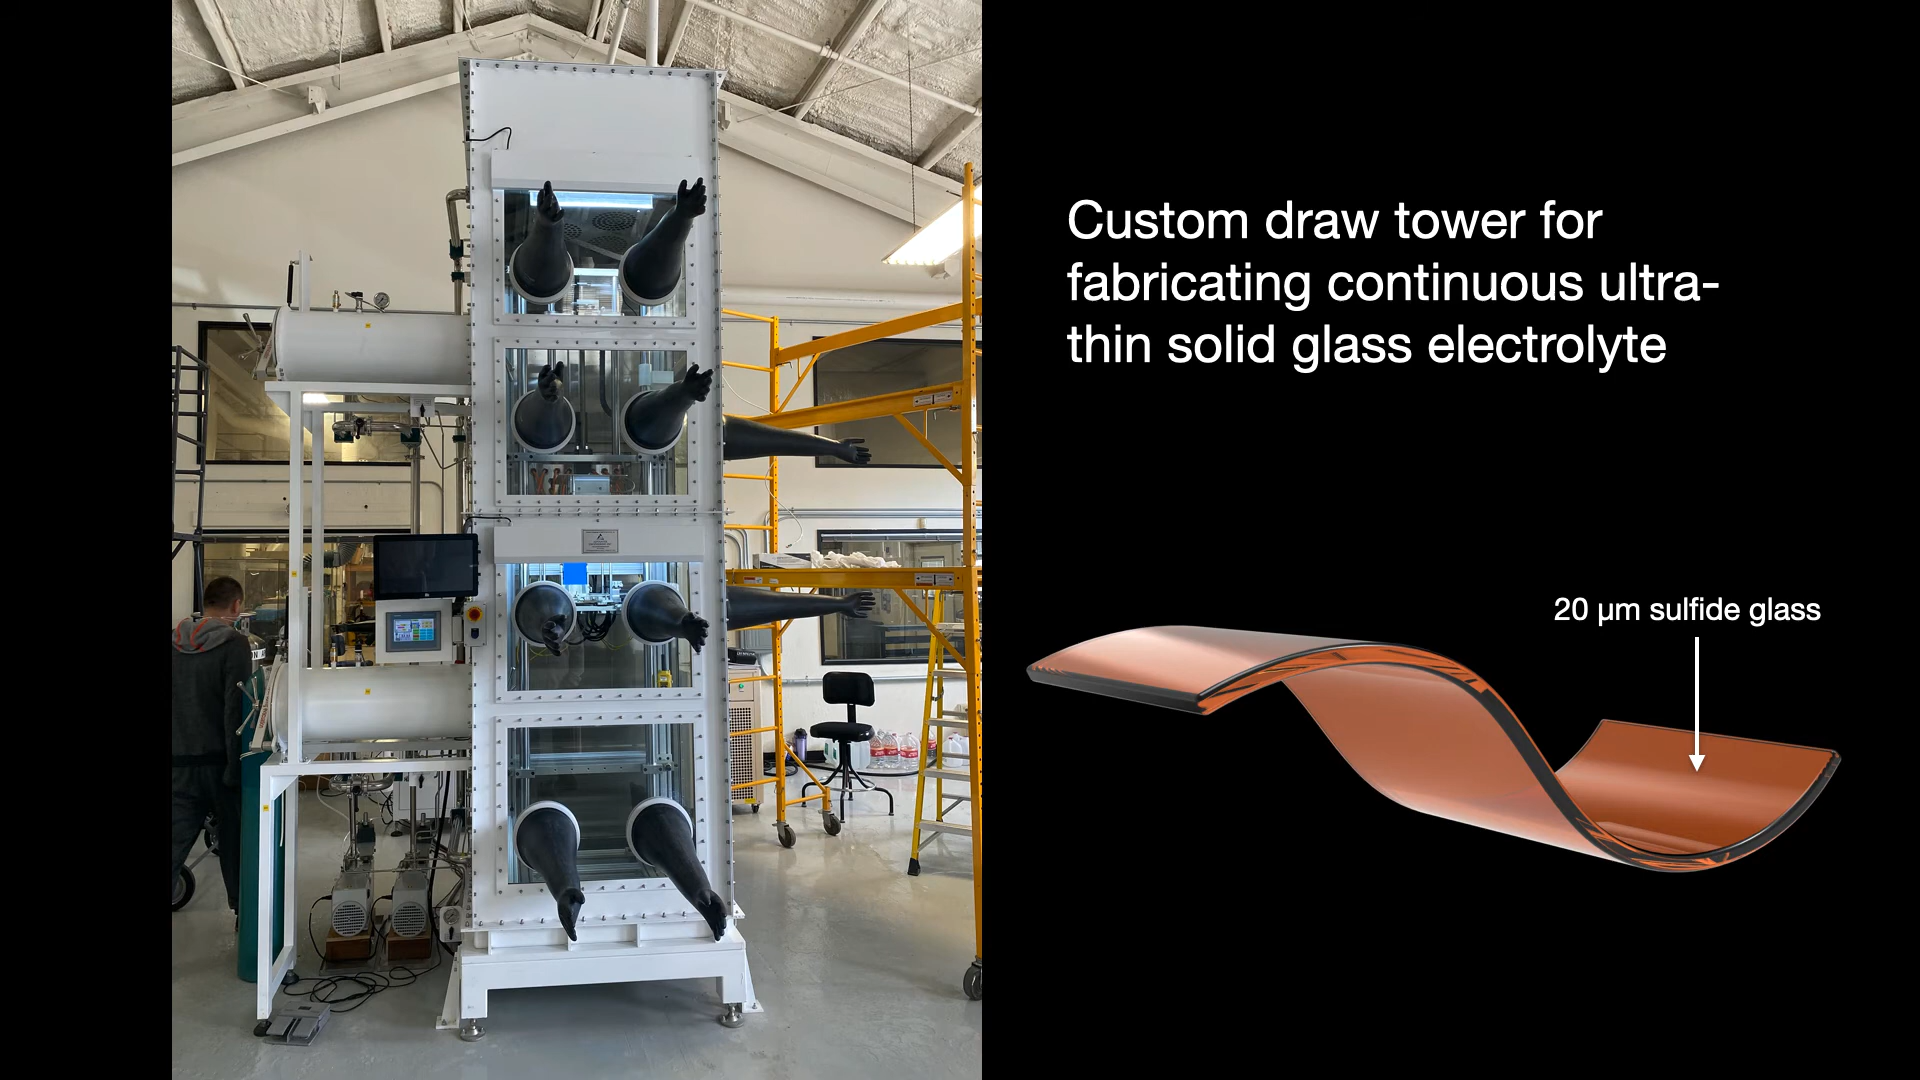 Custom draw tower for
fabricating continuous ultra-
thin solid glass electrolyte
20 μm sulfide glass